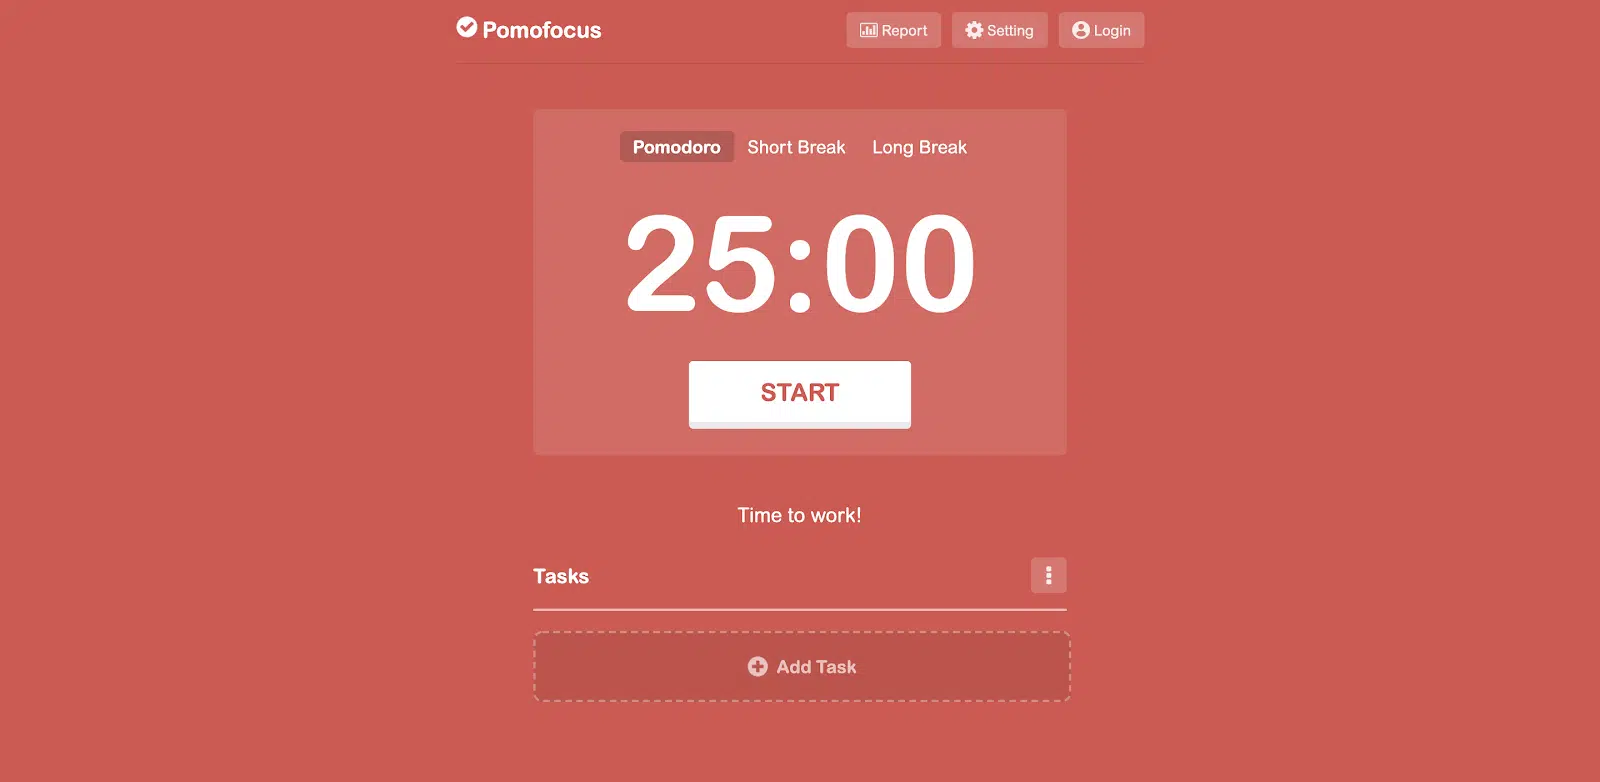 Pomofocus
Report
Setting
Login
Pomodoro
Short Break
Long Break
25:00
START
Time to work!
Tasks
Add Task